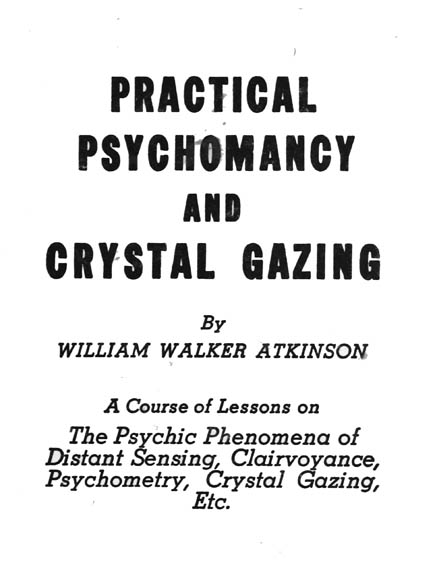 PRACTICAL
PSYCHOMANCY
AND
CRYSTAL GAZING
By
WILLIAM WALKER ATKINSON
A Course of Lessons on
The Psychic Phenomena of
Distant Sensing, Clairvoyance,
Psychometry, Crystal Gazing,
Etc.